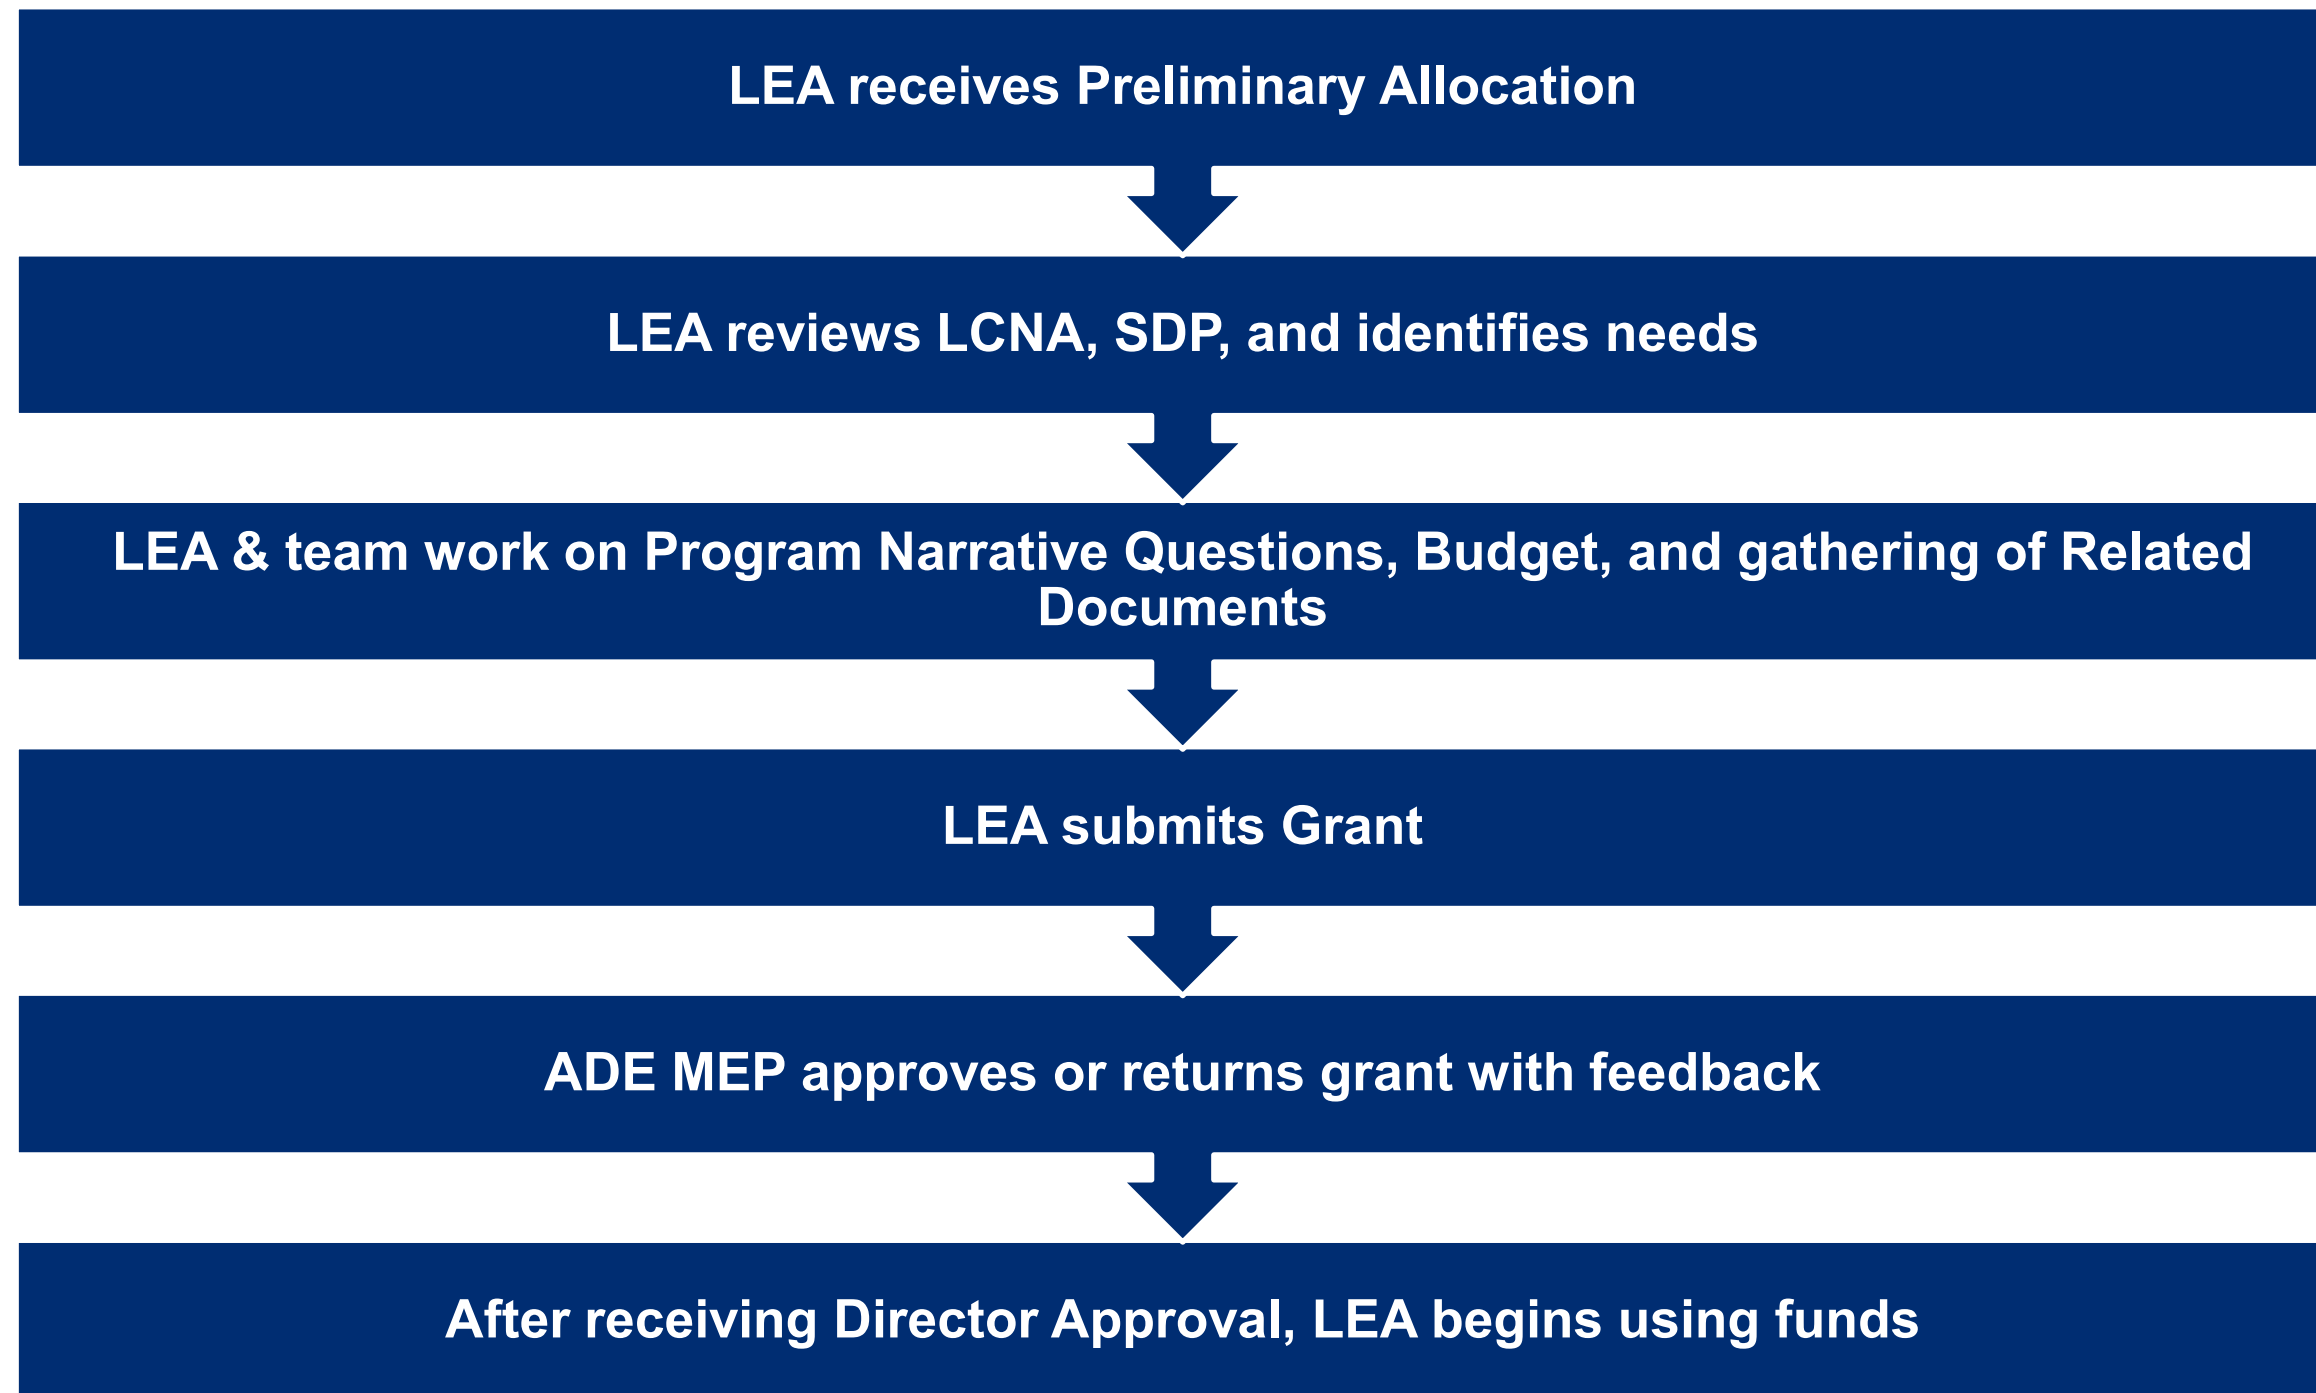 LEA receives Preliminary Allocation
LEA reviews LCNA, SDP, and identifies needs
LEA & team work on Program Narrative Questions, Budget, and gathering of Related
Documents
LEA submits Grant
ADE MEP approves or returns grant with feedback
After receiving Director Approval, LEA begins using funds